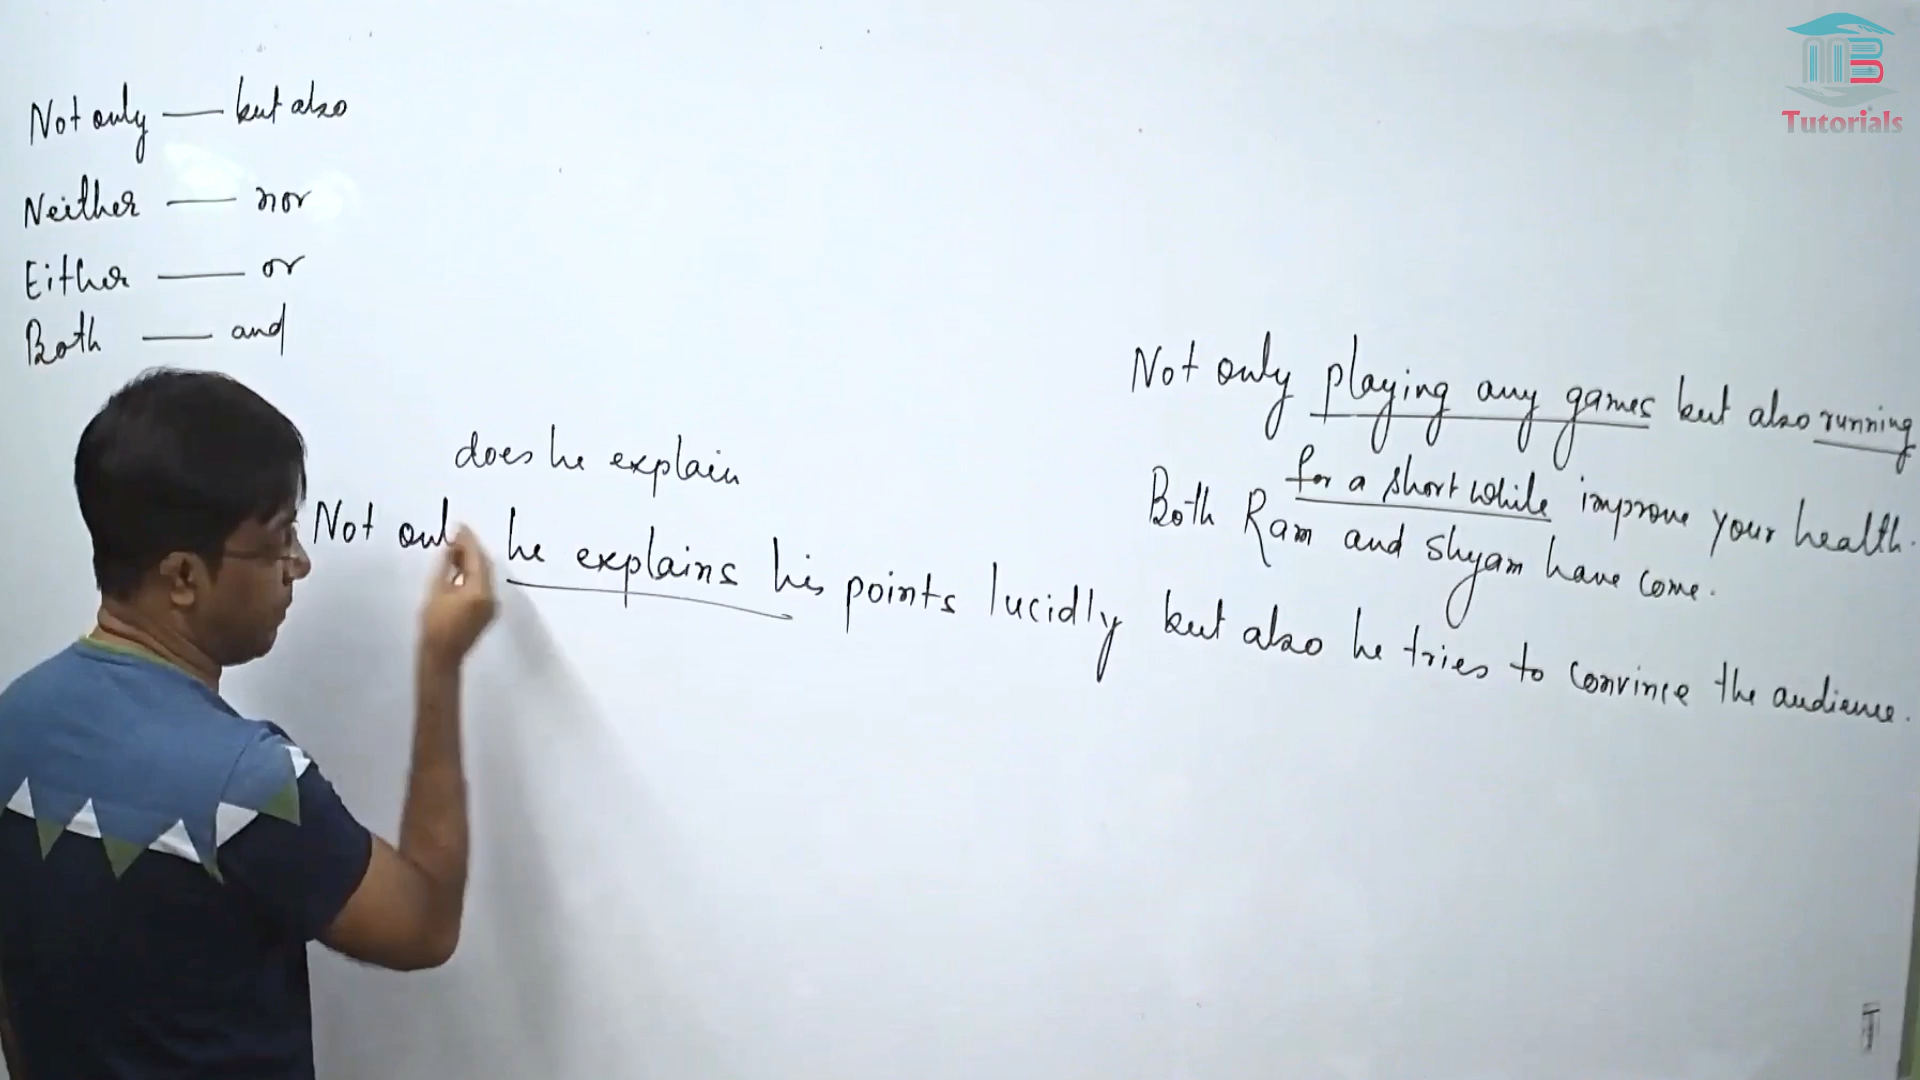 MB
Tutorials
Not only — but also
Neither — nor
Either — or
Both — and
Not only playing any games but also running
for a short while improve your health.
Both Ram and Shyam have come.
does he explain
Not only he explains his points lucidly but also he tries to convince the audience.